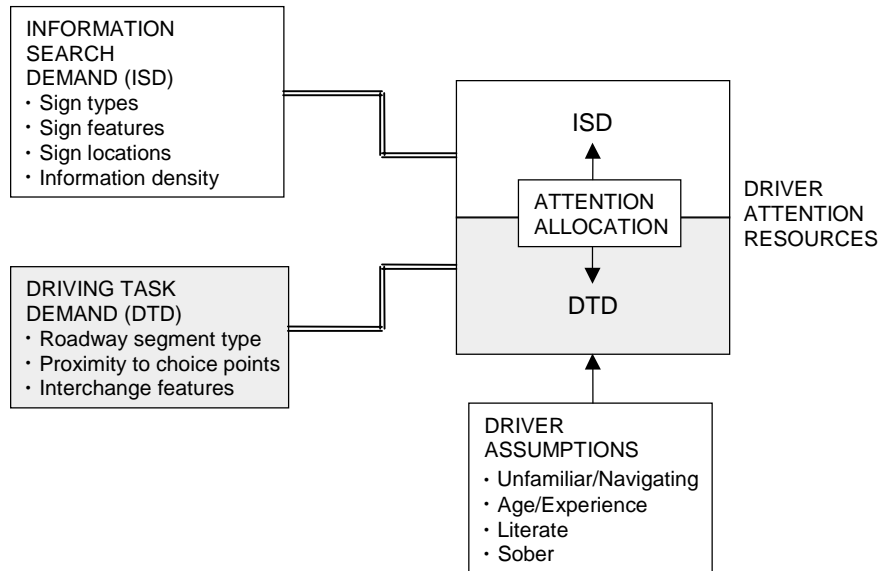 INFORMATION
SEARCH
DEMAND (ISD)
· Sign types
· Sign features
· Sign locations
· Information density
ISD
ATTENTION
ALLOCATION
DRIVER
ATTENTION
RESOURCES
DRIVING TASK
DEMAND (DTD)
· Roadway segment type
· Proximity to choice points
· Interchange features
DTD
DRIVER
ASSUMPTIONS
· Unfamiliar/Navigating
· Age/Experience
· Literate
· Sober